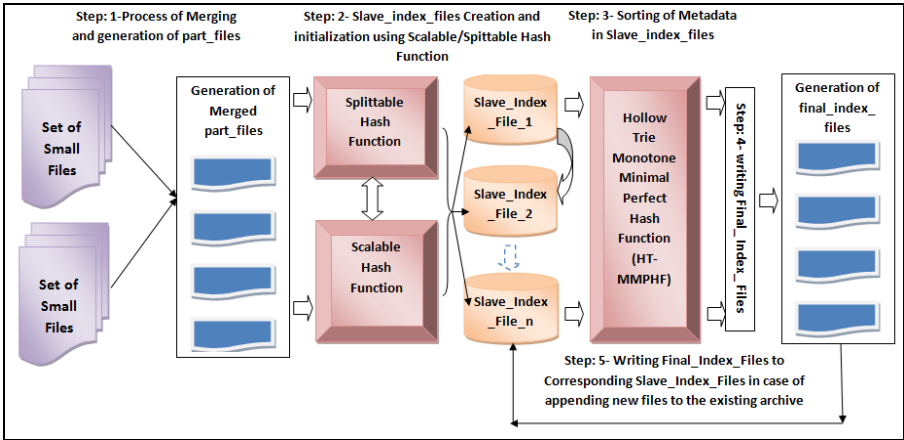 Step: 1-Process of Merging
and generation of part_files
Step: 2- Slave_index_files Creation and
initialization using Scalable/Spittable Hash
Function
Step: 3- Sorting of Metadata
in Slave_index_files
Set of
Small
Files
Set of
Small
Files
Generation of
Merged
part_files
Splittable
Hash
Function
Scalable
Hash
Function
Slave_Index
_File_1
Slave_Index
_File_2
Slave_Index
_File_n
Hollow
Trie
Monotone
Minimal
Perfect
Hash
Function
(HT-
MMPHF)
Step: 4- writing Final_ Index_ Files
Generation of
final_index_
files
Step: 5- Writing Final_Index_Files to
Corresponding Slave_Index_Files in case of
appending new files to the existing archive